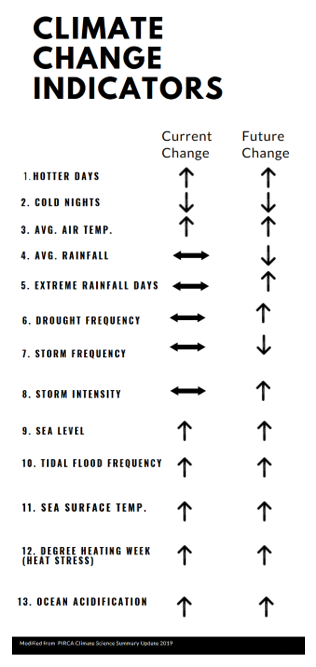 CLIMATE
CHANGE
INDICATORS
Current Change
Future Change
1. HOTTER DAYS
2. COLD NIGHTS
3. AVG. AIR TEMP.
4. AVG. RAINFALL
5. EXTREME RAINFALL DAYS
6. DROUGHT FREQUENCY
7. STORM FREQUENCY
8. STORM INTENSITY
9. SEA LEVEL
10. TIDAL FLOOD FREQUENCY
11. SEA SURFACE TEMP.
12. DEGREE HEATING WEEK
(HEAT STRESS)
13. OCEAN ACIDIFICATION
Modified from PIRCA Climate Science Summary Update 2019